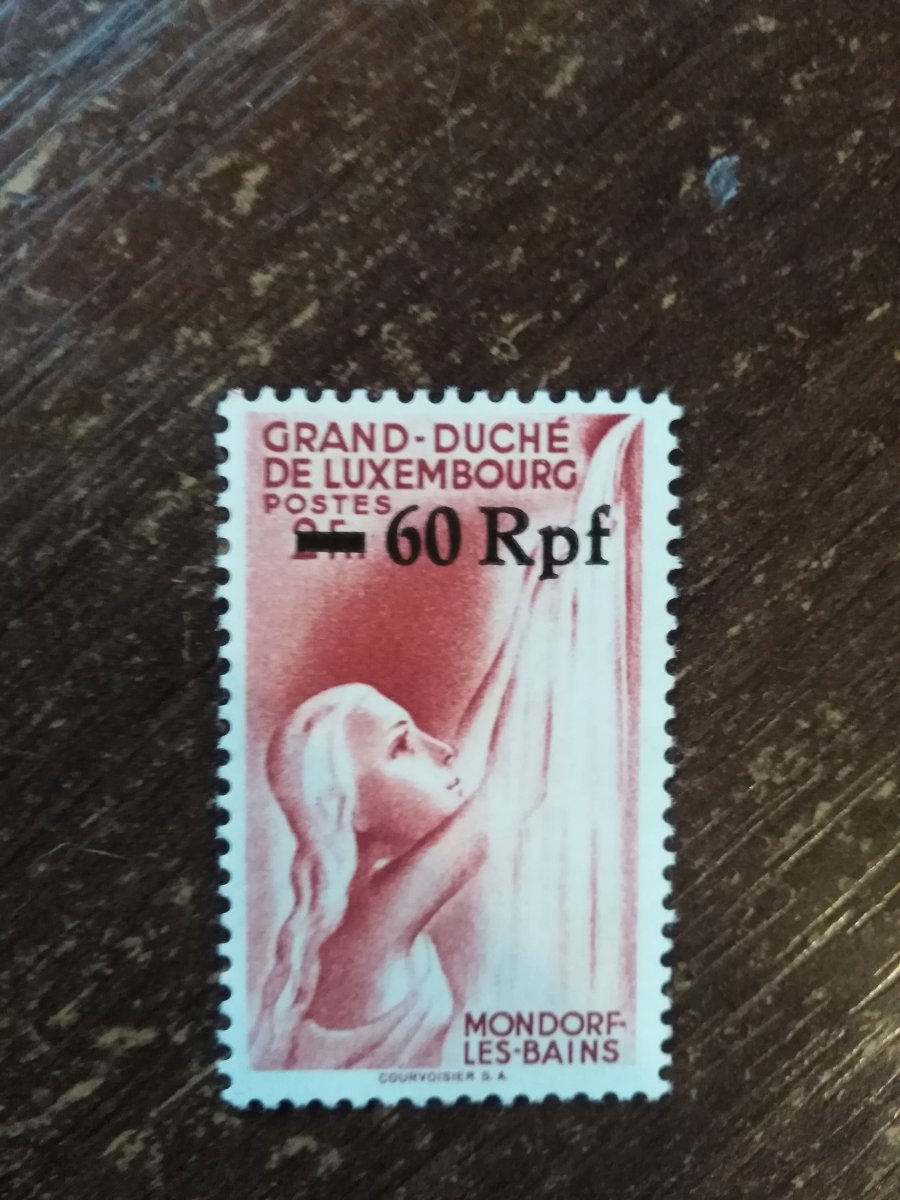 GRAND-DUCHÉ
DE LUXEMBOURG
POSTES
60 Rpf
MONDORF-
LES-BAINS
COURVOISIER S.A.